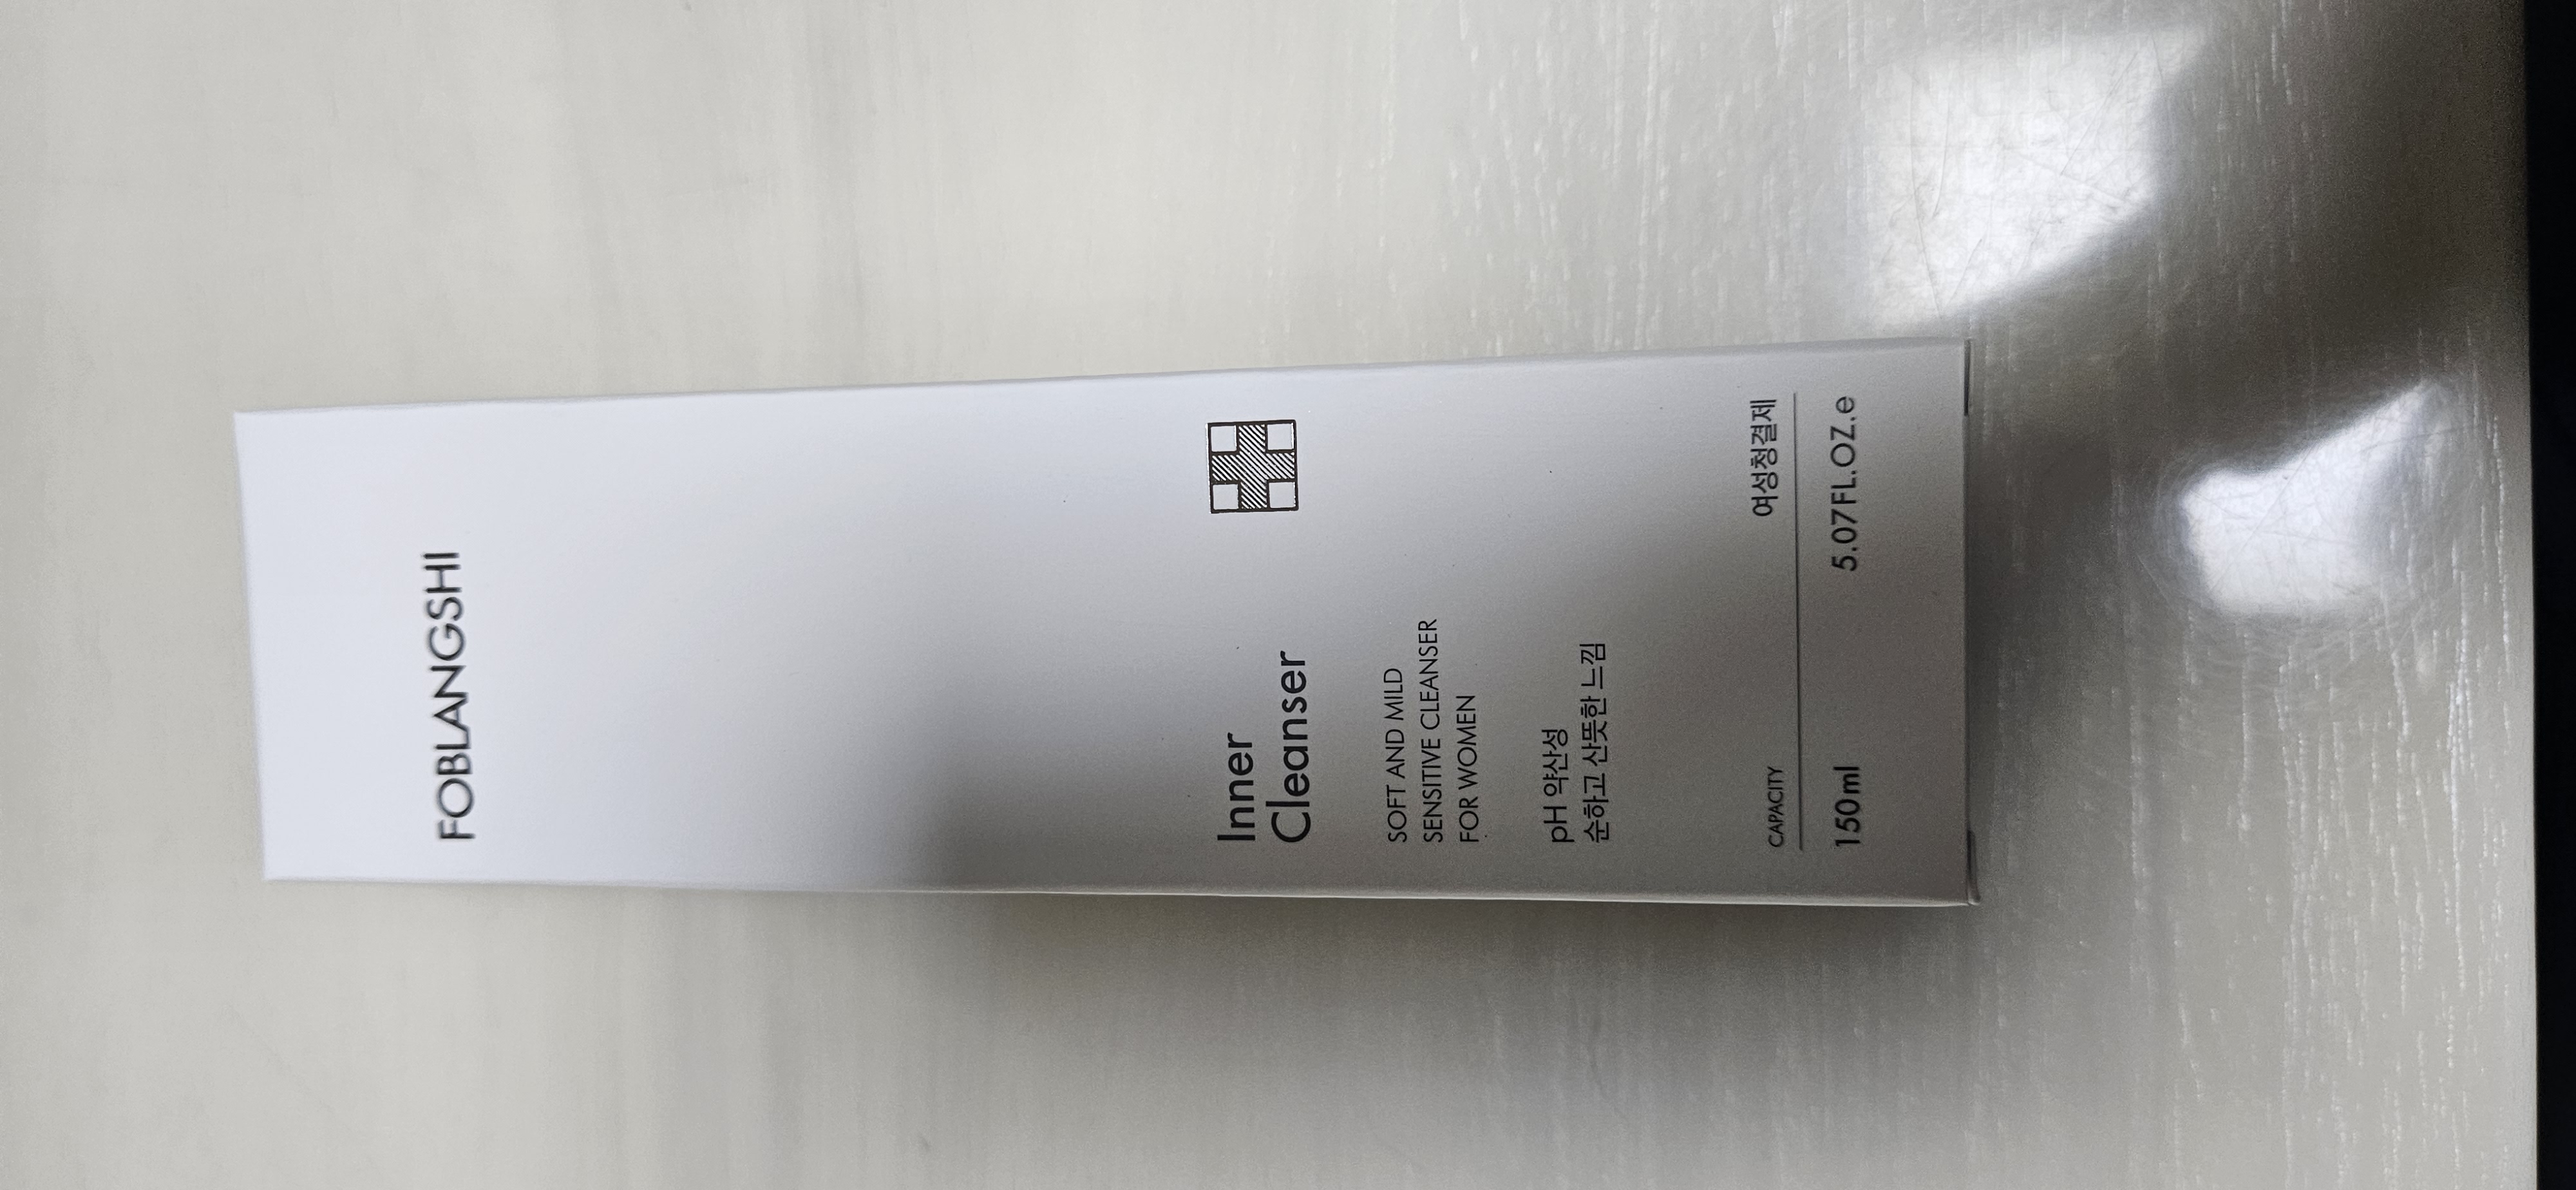 FOBLANGSHI
Inner
Cleanser
SOFT AND MILD
SENSITIVE CLEANSER
FOR WOMEN
pH 약산성
순하고 산뜻한 느낌
CAPACITY 여성청결제
150ml 5.07FL.OZ.e